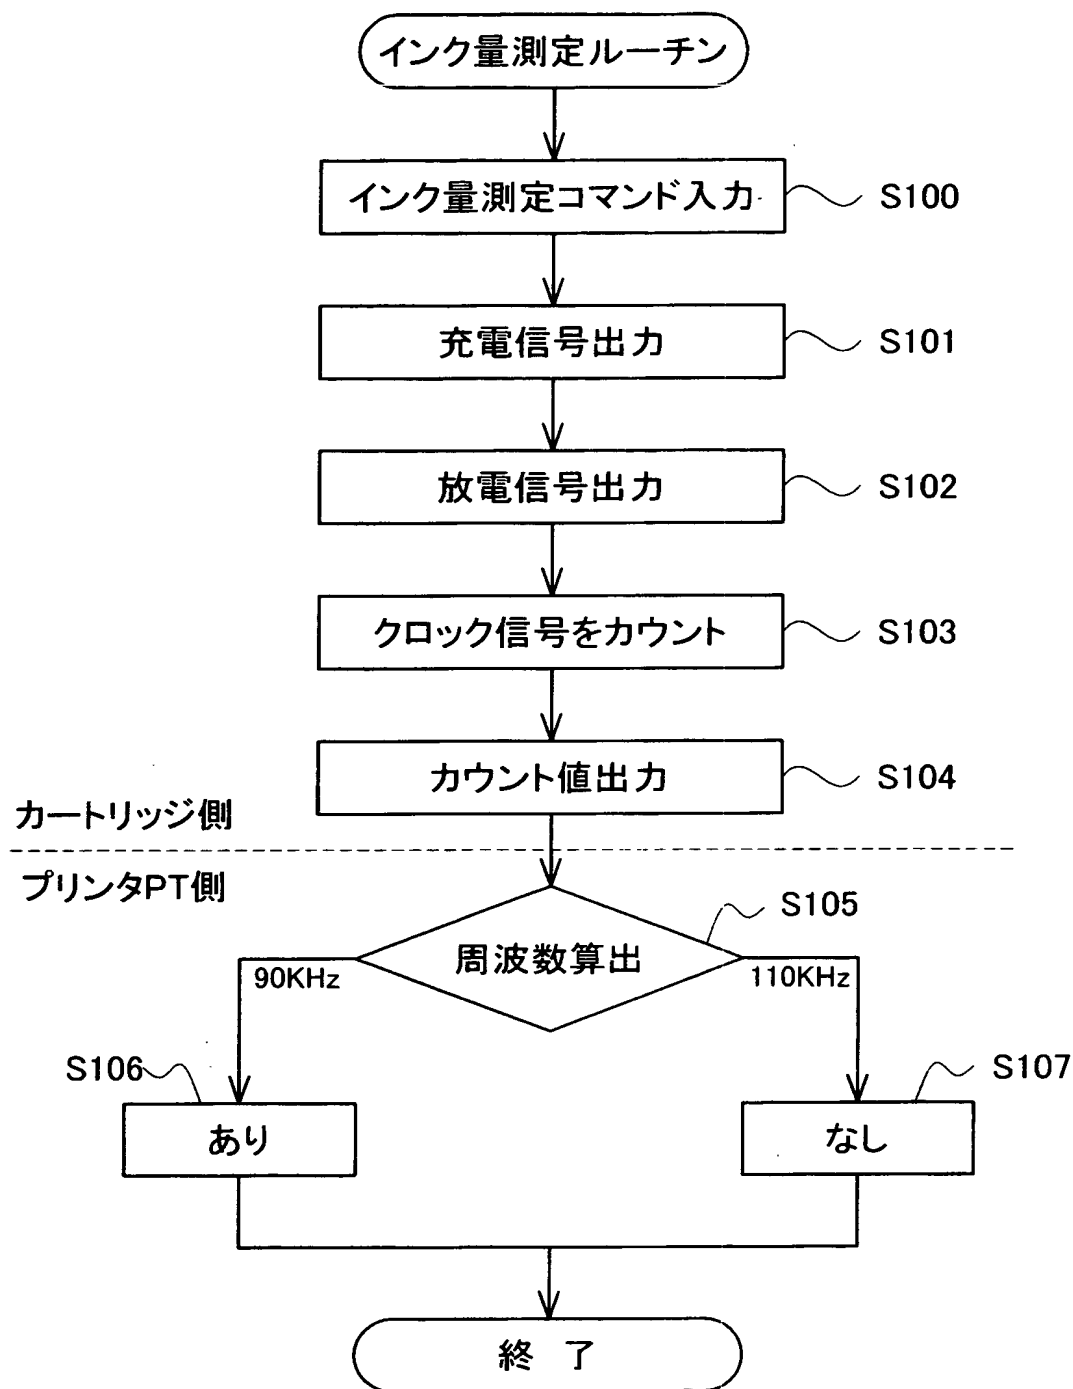 インク量測定ルーチン
インク量測定コマンド入力
S100
充電信号出力
S101
放電信号出力
S102
クロック信号をカウント
S103
カウント値出力
S104
カートリッジ側
プリンタPT側
S105
周波数算出
90KHz
110KHz
S106
S107
あり
なし
終 了